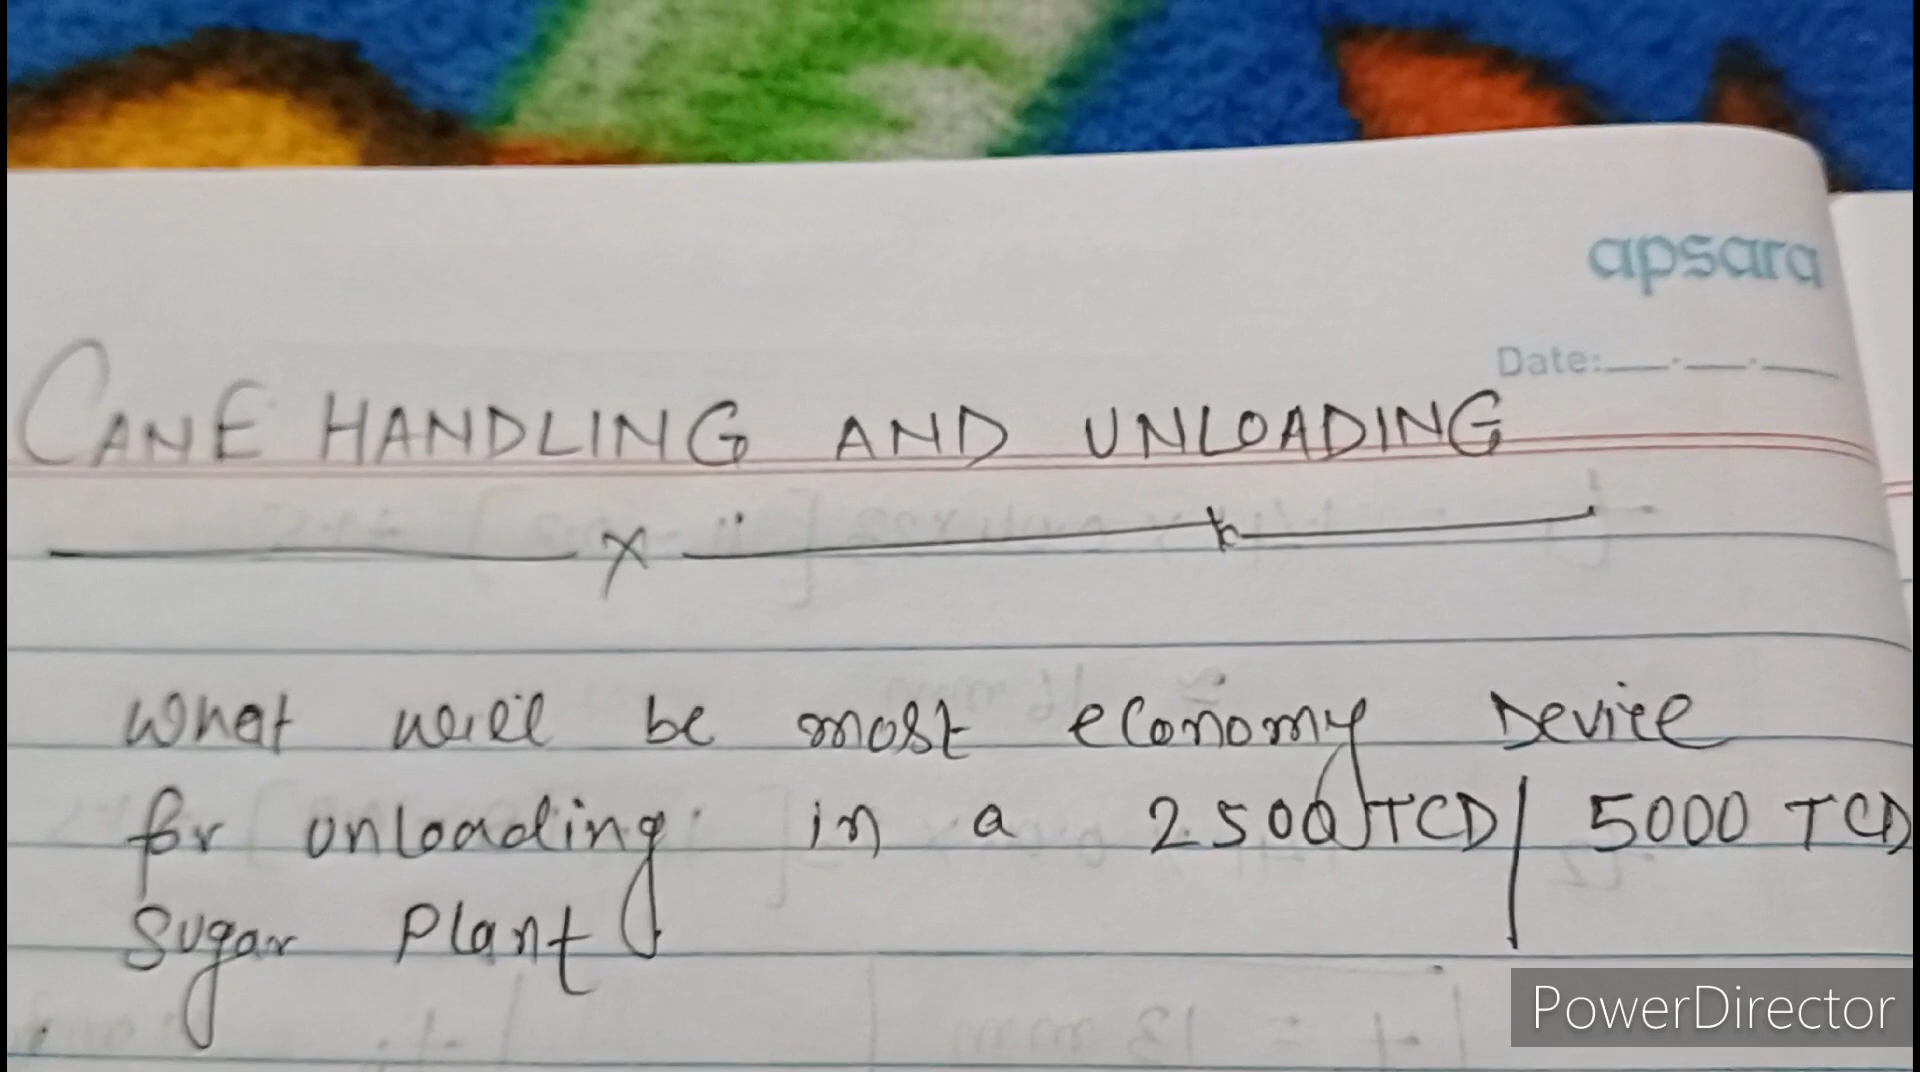 apsara
Date:
CANE HANDLING AND UNLOADING
x
What will be most economy Device
for unloading in a 2500 TCD / 5000 TCD
sugar Plant
PowerDirector